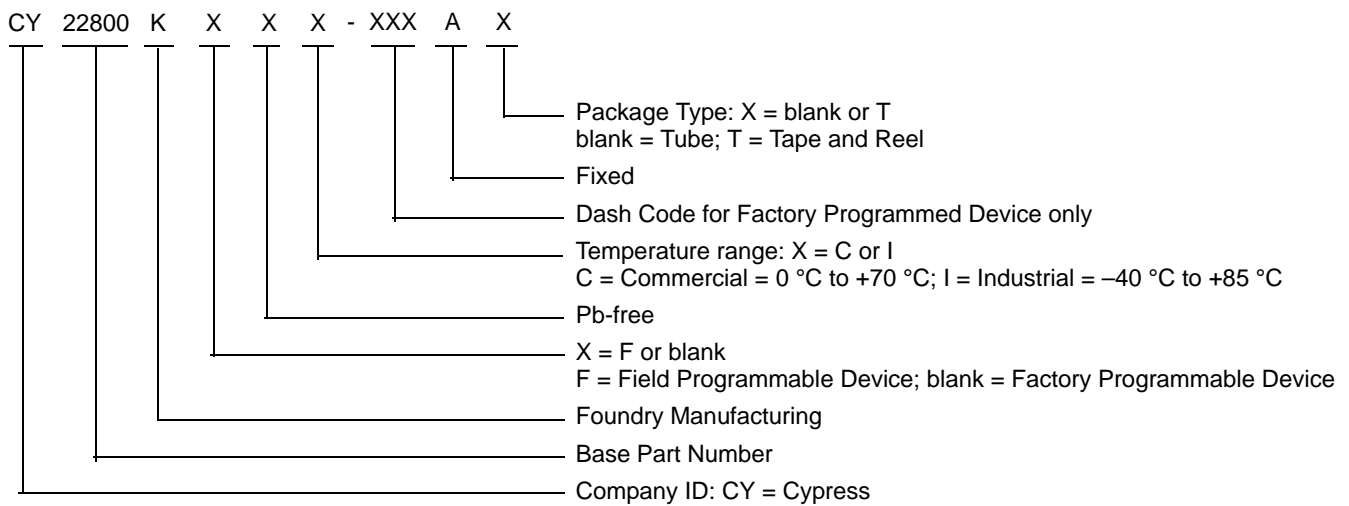 CY 22800 K X X X - XXX A X
Package Type: X = blank or T
blank = Tube; T = Tape and Reel
Fixed
Dash Code for Factory Programmed Device only
Temperature range: X = C or I
C = Commercial = 0 °C to +70 °C; I = Industrial = –40 °C to +85 °C
Pb-free
X = F or blank
F = Field Programmable Device; blank = Factory Programmable Device
Foundry Manufacturing
Base Part Number
Company ID: CY = Cypress